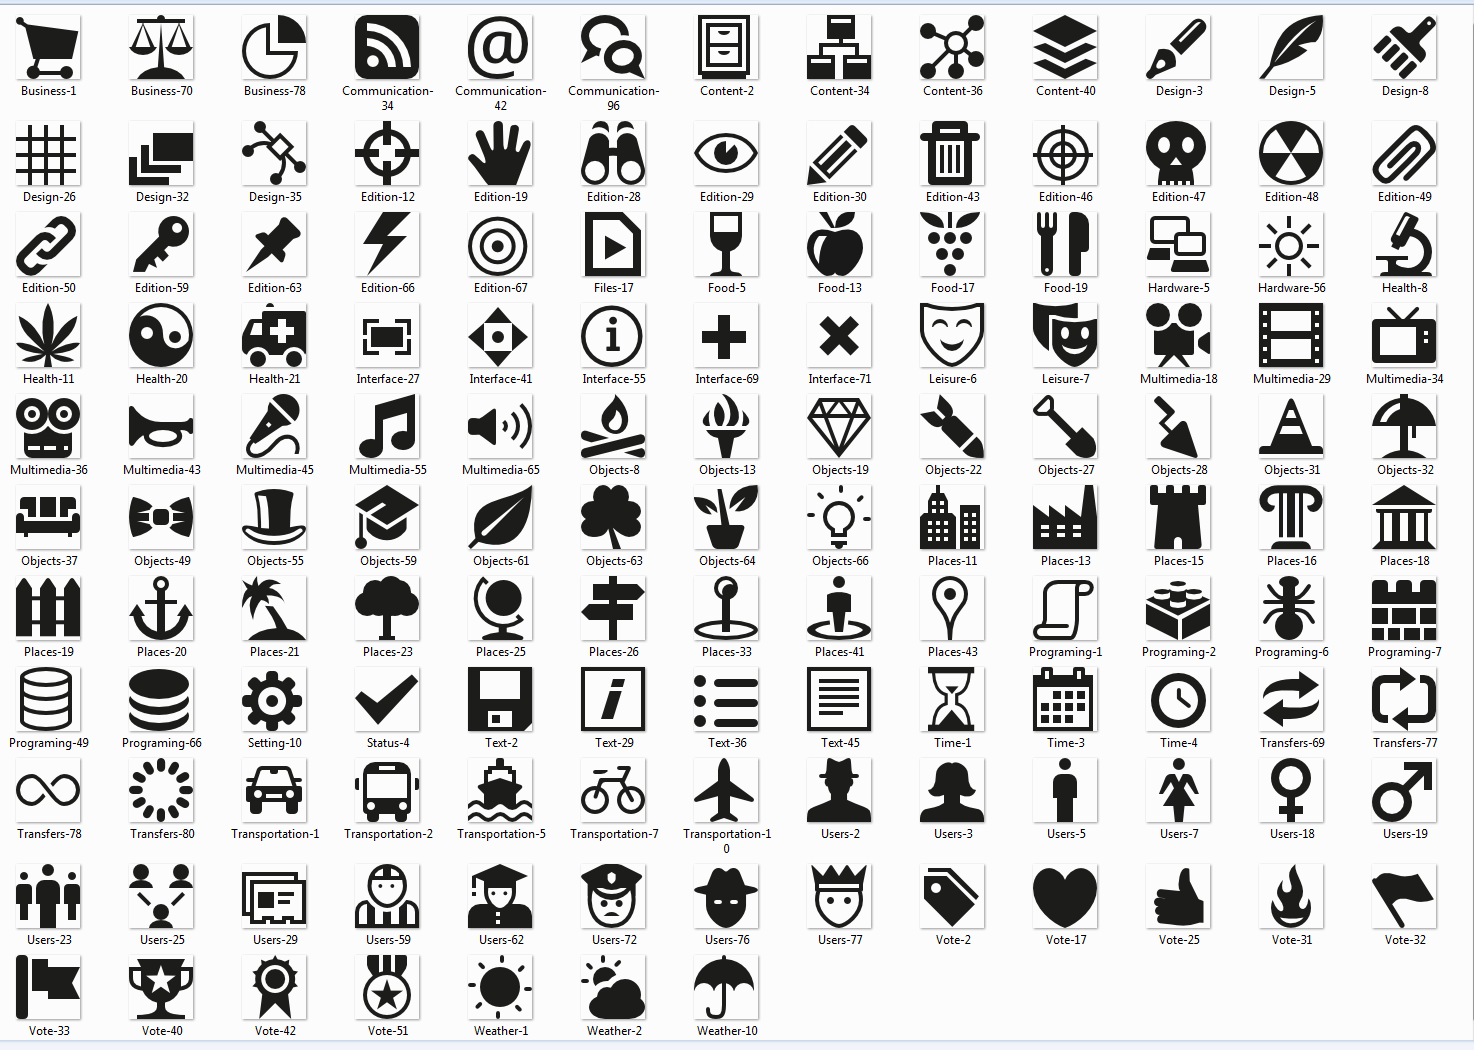 Business-1 Business-70 Business-78 Communication-34 Communication-42 Communication-96 Content-2 Content-34 Content-36 Content-40 Design-3 Design-5 Design-8
Design-26 Design-32 Design-35 Edition-12 Edition-19 Edition-28 Edition-29 Edition-30 Edition-43 Edition-46 Edition-47 Edition-48 Edition-49
Edition-50 Edition-59 Edition-63 Edition-66 Edition-67 Files-17 Food-5 Food-13 Food-17 Food-19 Hardware-5 Hardware-56 Health-8
Health-11 Health-20 Health-21 Interface-27 Interface-41 Interface-55 Interface-69 Interface-71 Leisure-6 Leisure-7 Multimedia-18 Multimedia-29 Multimedia-34
Multimedia-36 Multimedia-43 Multimedia-45 Multimedia-55 Multimedia-65 Objects-8 Objects-13 Objects-19 Objects-22 Objects-27 Objects-28 Objects-31 Objects-32
Objects-37 Objects-49 Objects-55 Objects-59 Objects-61 Objects-63 Objects-64 Objects-66 Places-11 Places-13 Places-15 Places-16 Places-18
Places-19 Places-20 Places-21 Places-23 Places-25 Places-26 Places-33 Places-41 Places-43 Programing-1 Programing-2 Programing-6 Programing-7
Programing-49 Programing-66 Setting-10 Status-4 Text-2 Text-29 Text-36 Text-45 Time-1 Time-3 Time-4 Transfers-69 Transfers-77
Transfers-78 Transfers-80 Transportation-1 Transportation-2 Transportation-5 Transportation-7 Transportation-10 Users-2 Users-3 Users-5 Users-7 Users-18 Users-19
Users-23 Users-25 Users-29 Users-59 Users-62 Users-72 Users-76 Users-77 Vote-2 Vote-17 Vote-25 Vote-31 Vote-32
Vote-33 Vote-40 Vote-42 Vote-51 Weather-1 Weather-2 Weather-10